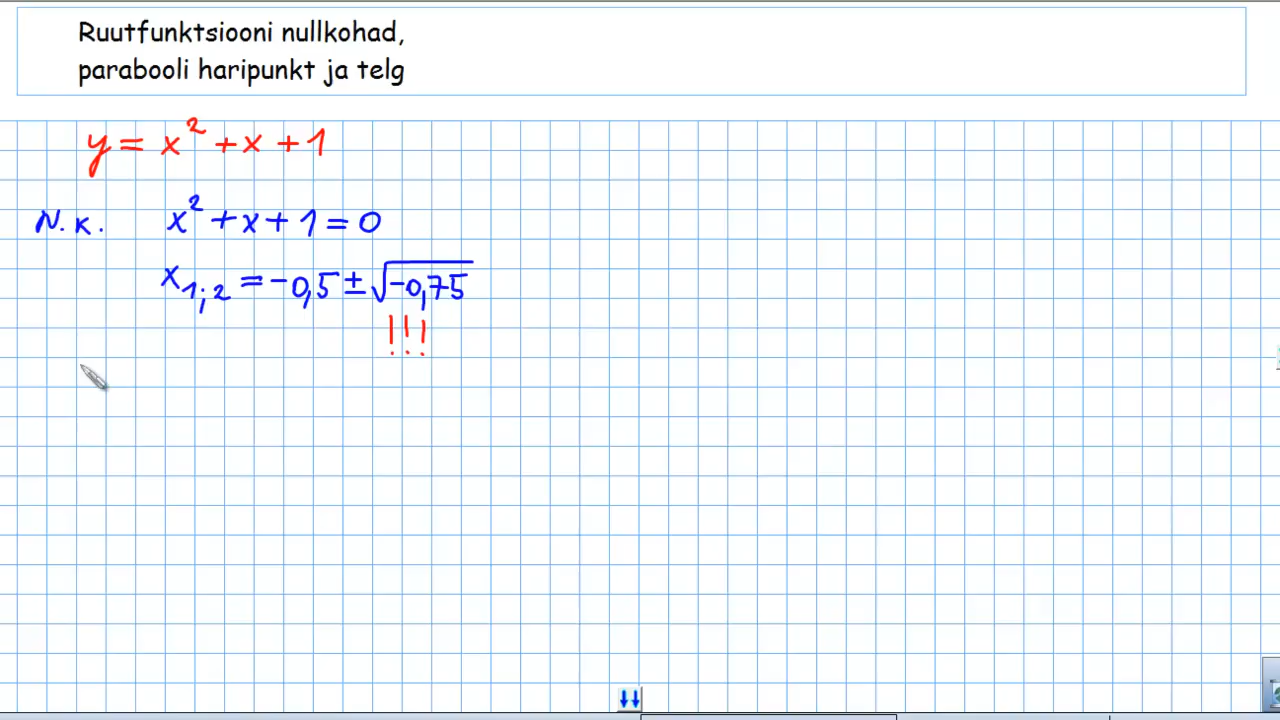 Ruutfunktsiooni nullkohad,
parabooli haripunkt ja telg
y = x² + x + 1
N.K. x² + x + 1 = 0
x₁;₂ = -0,5 ± √-0,75
!!!